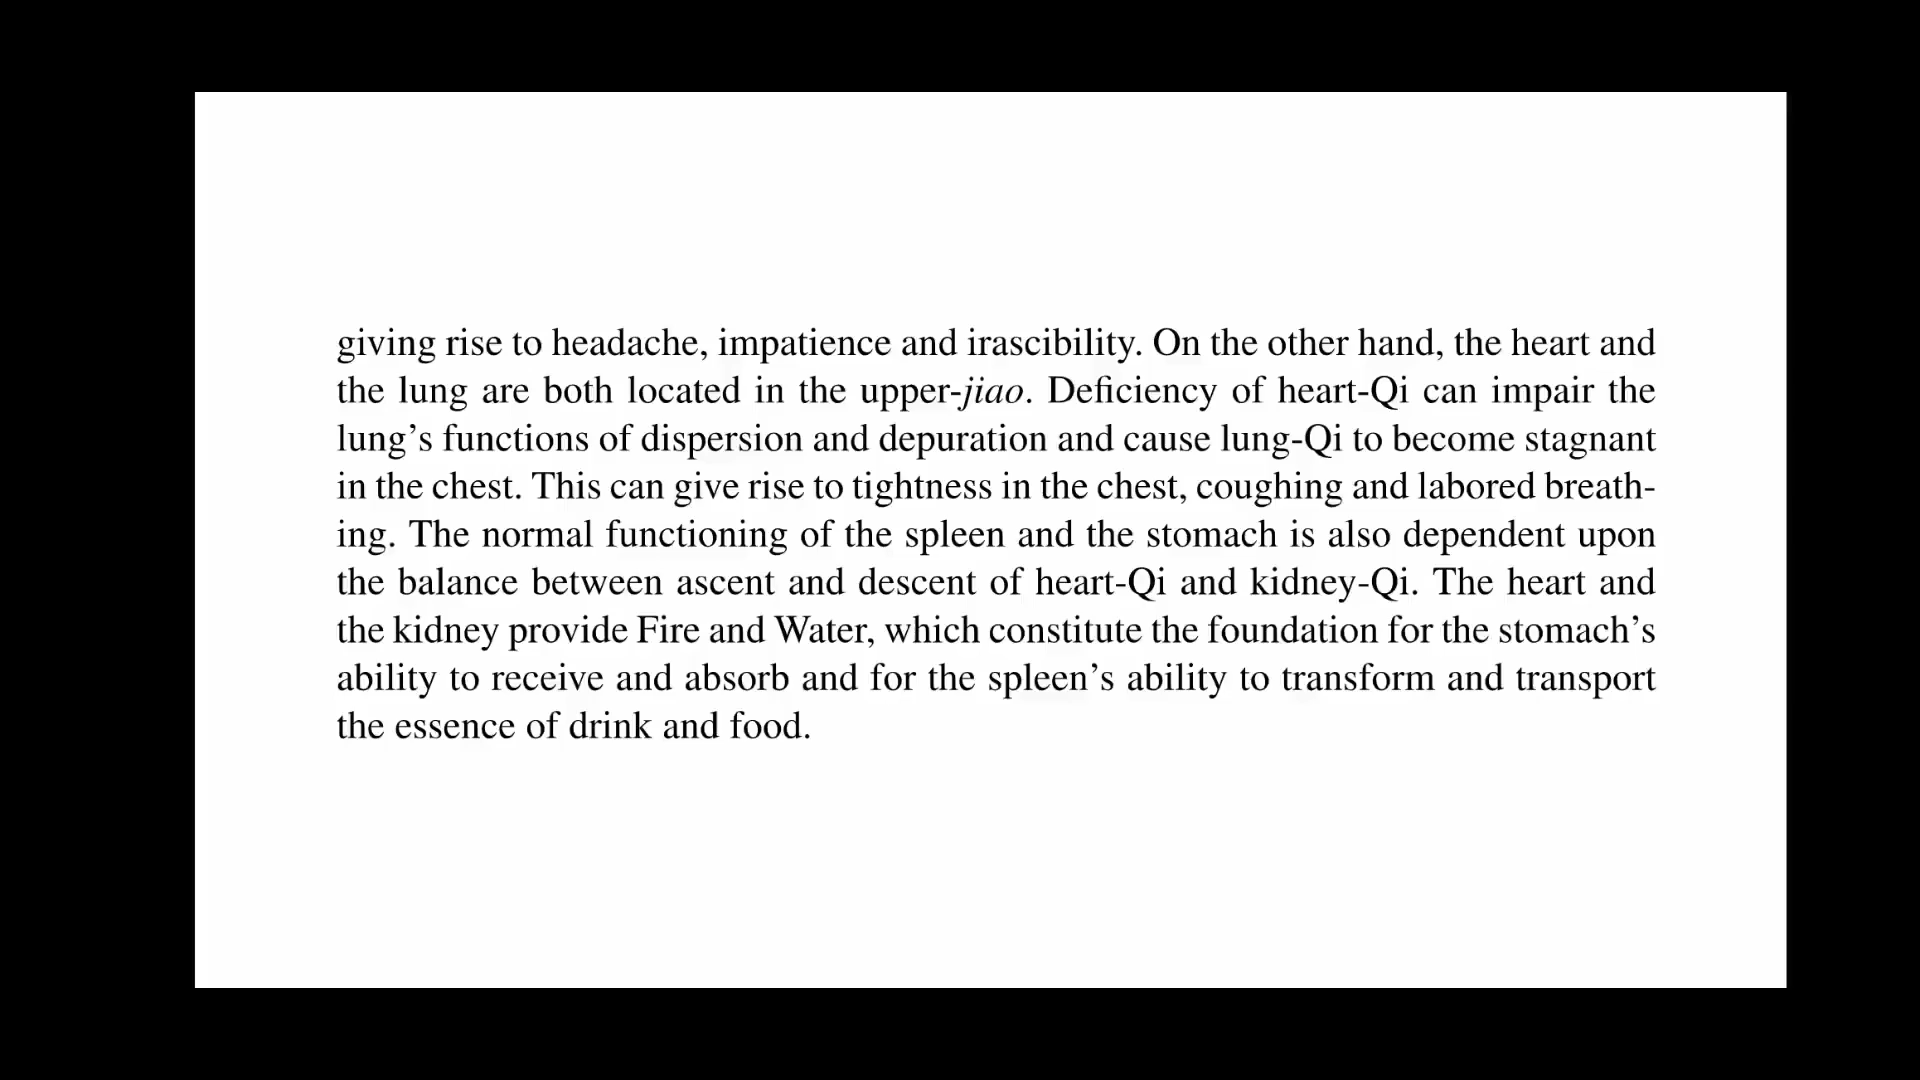 giving rise to headache, impatience and irascibility. On the other hand, the heart and
the lung are both located in the upper-jiao. Deficiency of heart-Qi can impair the
lung’s functions of dispersion and depuration and cause lung-Qi to become stagnant
in the chest. This can give rise to tightness in the chest, coughing and labored breath-
ing. The normal functioning of the spleen and the stomach is also dependent upon
the balance between ascent and descent of heart-Qi and kidney-Qi. The heart and
the kidney provide Fire and Water, which constitute the foundation for the stomach’s
ability to receive and absorb and for the spleen’s ability to transform and transport
the essence of drink and food.